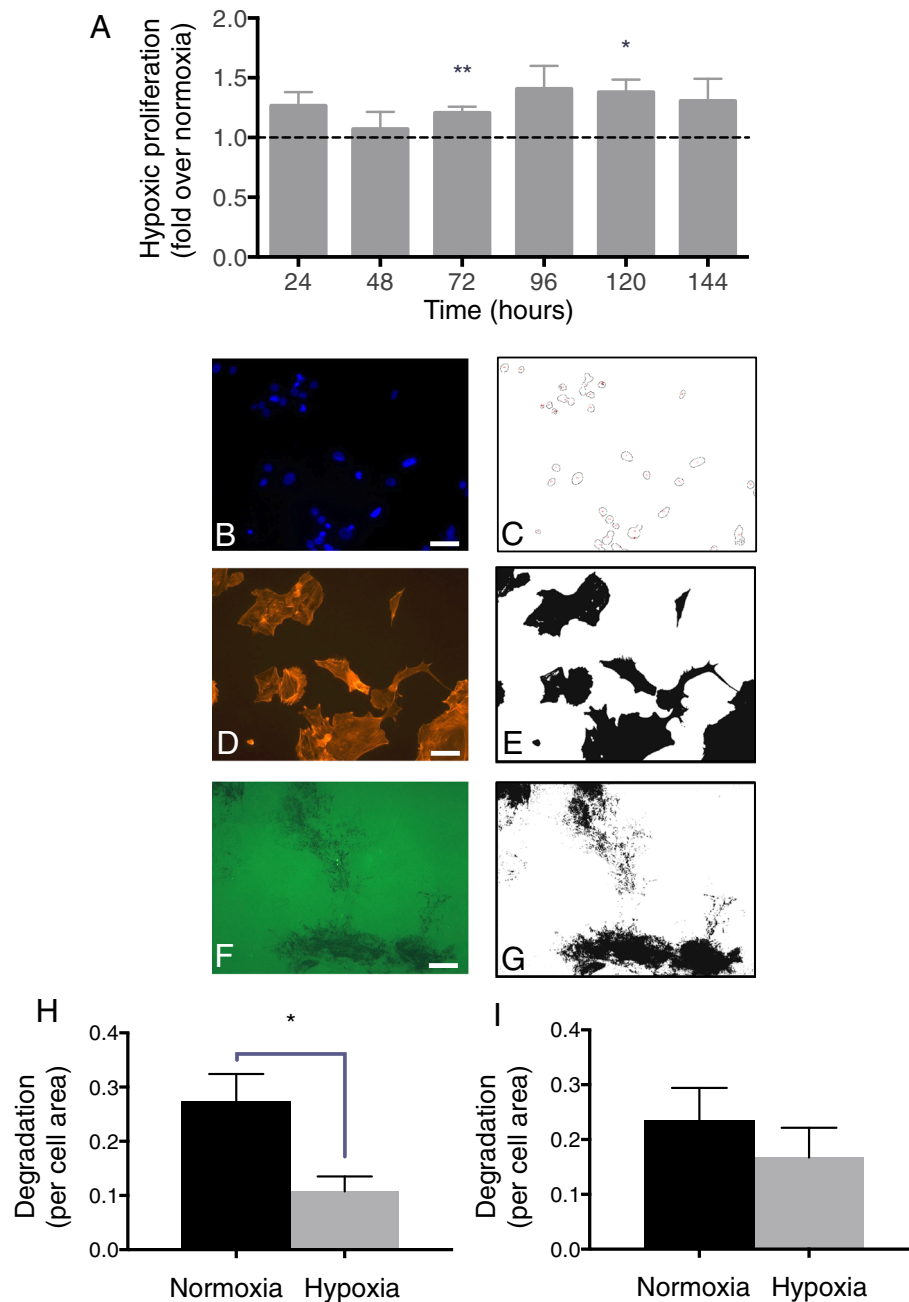 A
Hypoxic proliferation
(fold over normoxia)
2.0
1.5
1.0
0.5
0.0
**
*
24 48 72 96 120 144
Time (hours)
B
C
D
E
F
G
H
*
Degradation
(per cell area)
0.4
0.3
0.2
0.1
0.0
Normoxia Hypoxia
I
Degradation
(per cell area)
0.4
0.3
0.2
0.1
0.0
Normoxia Hypoxia